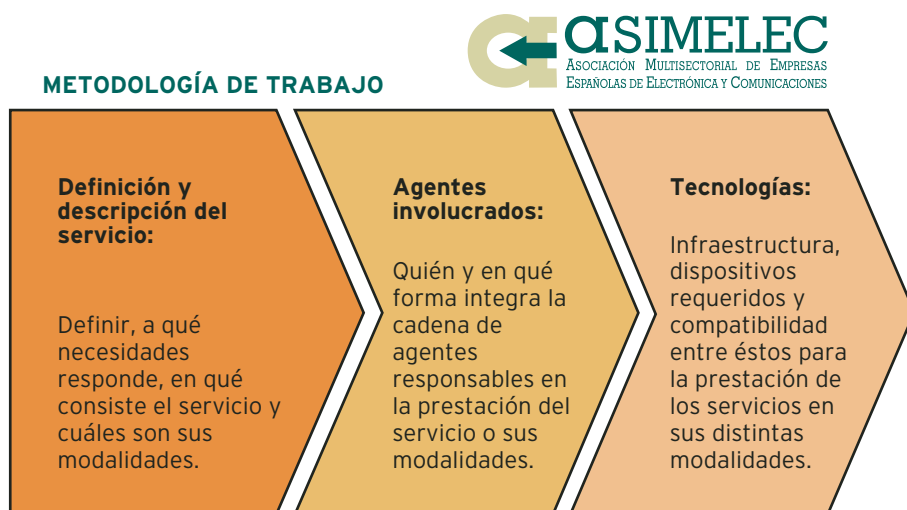 aSIMELEC
ASOCIACIÓN MULTISECTORIAL DE EMPRESAS
ESPAÑOLAS DE ELECTRÓNICA Y COMUNICACIONES
METODOLOGÍA DE TRABAJO
Definición y
descripción del
servicio:
Definir, a qué
necesidades
responde, en qué
consiste el servicio y
cuáles son sus
modalidades.
Agentes
involucrados:
Quién y en qué
forma integra la
cadena de
agentes
responsables en
la prestación del
servicio o sus
modalidades.
Tecnologías:
Infraestructura,
dispositivos
requeridos y
compatibilidad
entre éstos para
la prestación de
los servicios en
sus distintas
modalidades.